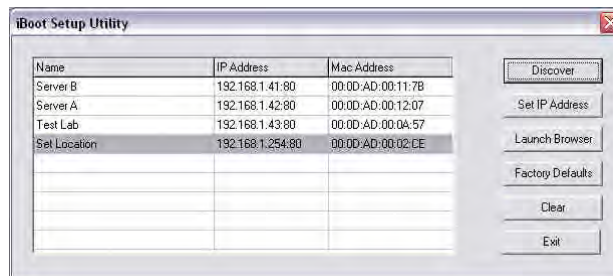 iBoot Setup Utility
Name IP Address Mac Address
Server B 192.168.1.41:80 00:0D:AD:00:11:7B
Server A 192.168.1.42:80 00:0D:AD:00:12:07
Test Lab 192.168.1.43:80 00:0D:AD:00:0A:57
Set Location 192.168.1.254:80 00:0D:AD:00:02:CE
Discover
Set IP Address
Launch Browser
Factory Defaults
Clear
Exit